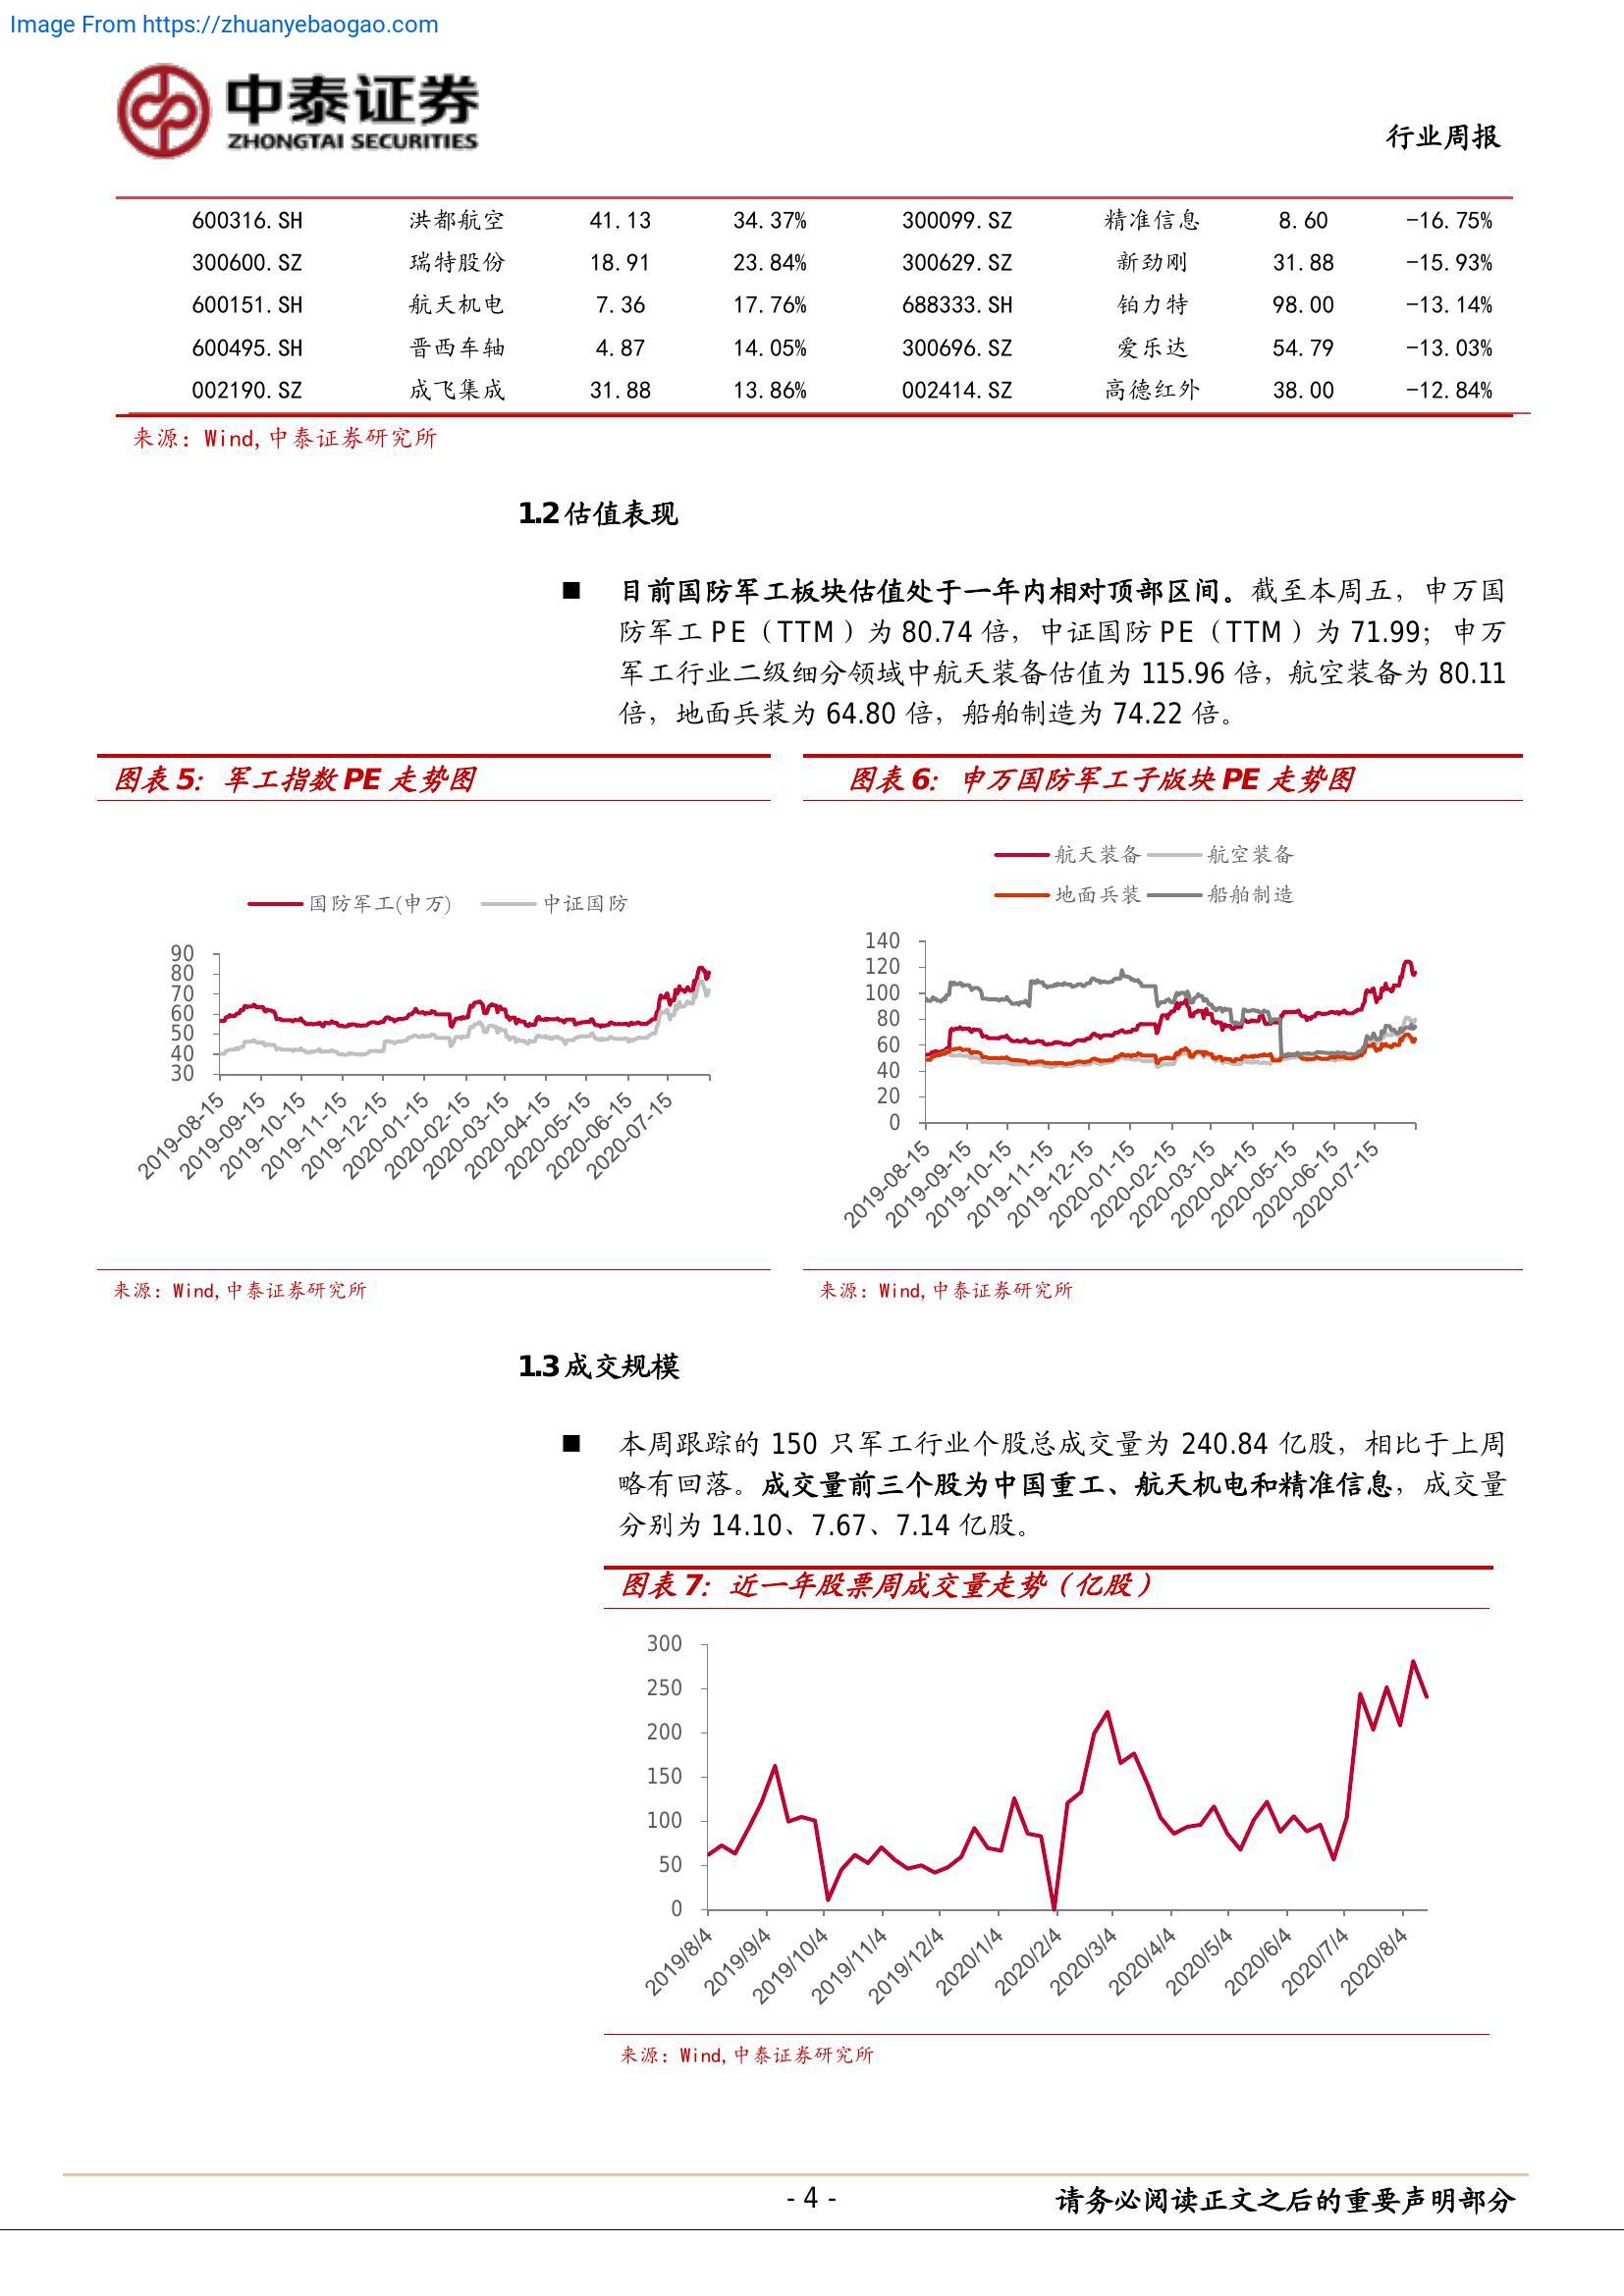 Image From https://zhuanyebaogao.com
中泰证券
ZHONGTAI SECURITIES
行业周报
600316.SH 洪都航空 41.13 34.37% 300099.SZ 精准信息 8.60 -16.75%
300600.SZ 瑞特股份 18.91 23.84% 300629.SZ 新劲刚 31.88 -15.93%
600151.SH 航天机电 7.36 17.76% 688333.SH 铂力特 98.00 -13.14%
600495.SH 晋西车轴 4.87 14.05% 300696.SZ 爱乐达 54.79 -13.03%
002190.SZ 成飞集成 31.88 13.86% 002414.SZ 高德红外 38.00 -12.84%
来源：Wind,中泰证券研究所
1.2 估值表现
■ 目前国防军工板块估值处于一年内相对顶部区间。截至本周五，申万国
防军工 PE（TTM）为 80.74 倍，中证国防 PE（TTM）为 71.99；申万
军工行业二级细分领域中航天装备估值为 115.96 倍，航空装备为 80.11
倍，地面兵装为 64.80 倍，船舶制造为 74.22 倍。
图表 5：军工指数 PE 走势图
国防军工(申万) 中证国防
90
80
70
60
50
40
30
2019-08-15
2019-09-15
2019-10-15
2019-11-15
2019-12-15
2020-01-15
2020-02-15
2020-03-15
2020-04-15
2020-05-15
2020-06-15
2020-07-15
来源：Wind,中泰证券研究所
图表 6：申万国防军工子版块 PE 走势图
航天装备 航空装备
地面兵装 船舶制造
140
120
100
80
60
40
20
0
2019-08-15
2019-09-15
2019-10-15
2019-11-15
2019-12-15
2020-01-15
2020-02-15
2020-03-15
2020-04-15
2020-05-15
2020-06-15
2020-07-15
来源：Wind,中泰证券研究所
1.3 成交规模
■ 本周跟踪的 150 只军工行业个股总成交量为 240.84 亿股，相比于上周
略有回落。成交量前三个股为中国重工、航天机电和精准信息，成交量
分别为 14.10、7.67、7.14 亿股。
图表 7：近一年股票周成交量走势（亿股）
300
250
200
150
100
50
0
2019/8/4
2019/9/4
2019/10/4
2019/11/4
2019/12/4
2020/1/4
2020/2/4
2020/3/4
2020/4/4
2020/5/4
2020/6/4
2020/7/4
2020/8/4
来源：Wind,中泰证券研究所
- 4 -
请务必阅读正文之后的重要声明部分